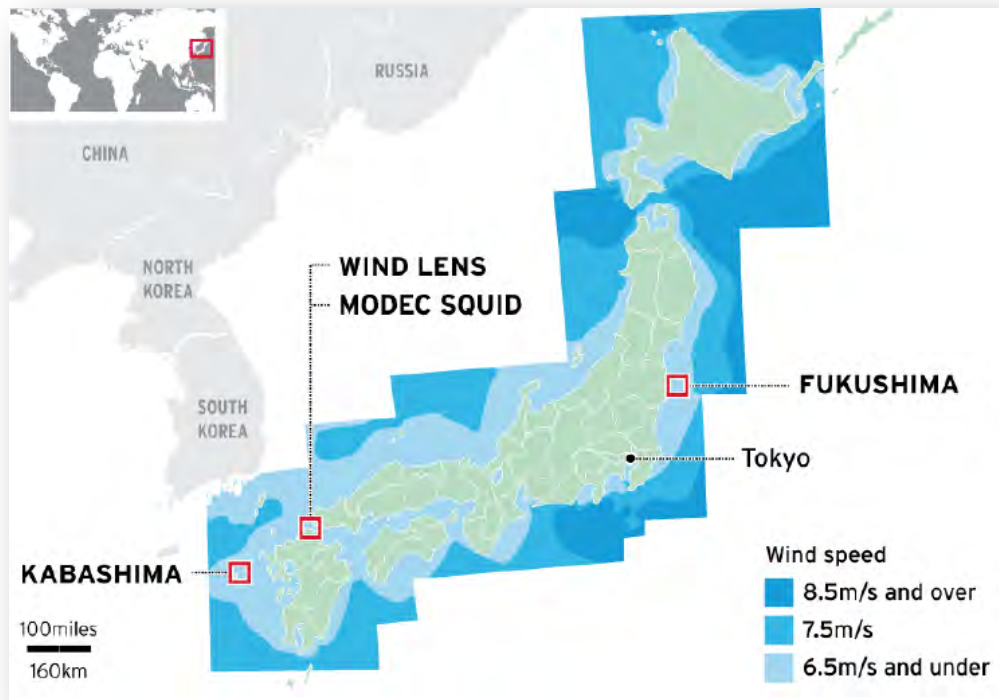 RUSSIA
CHINA
NORTH
KOREA
WIND LENS
MODEC SQUID
FUKUSHIMA
SOUTH
KOREA
Tokyo
KABASHIMA
Wind speed
8.5m/s and over
7.5m/s
6.5m/s and under
100miles
160km